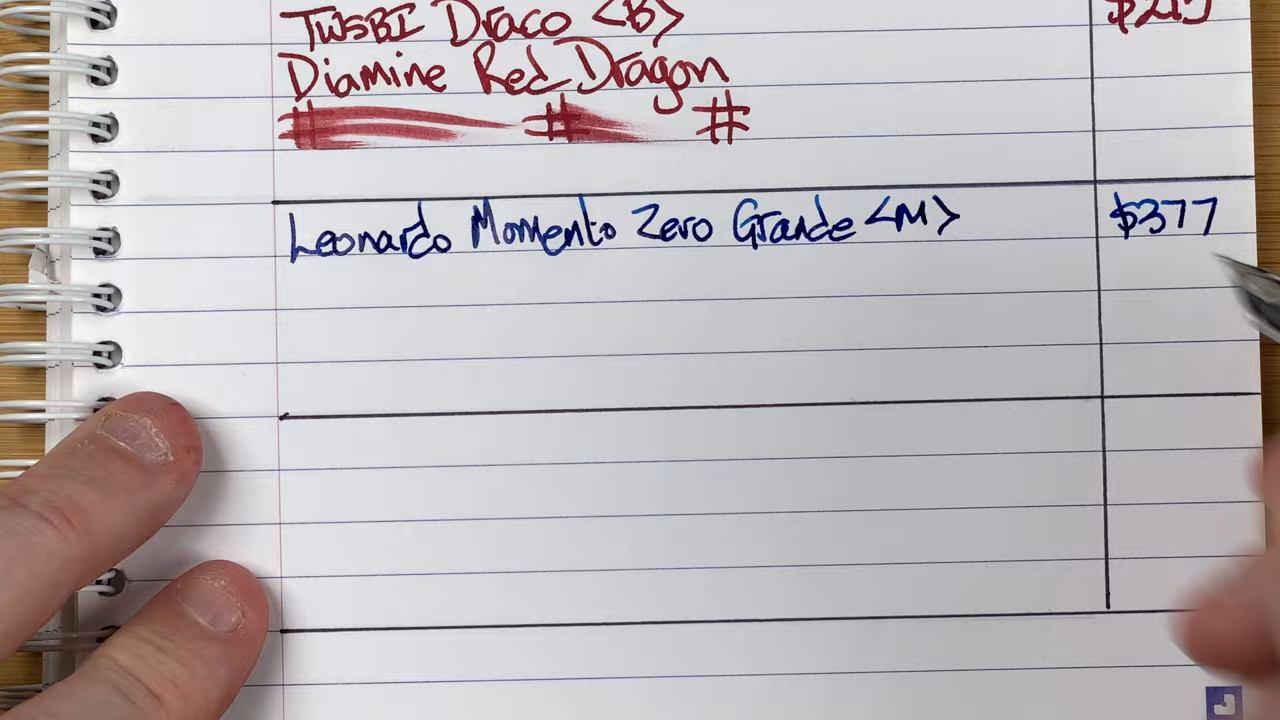 TWSBI Draco <B>
Diamine Red Dragon
# # #
Leonardo Momento Zero Grande <M> $377